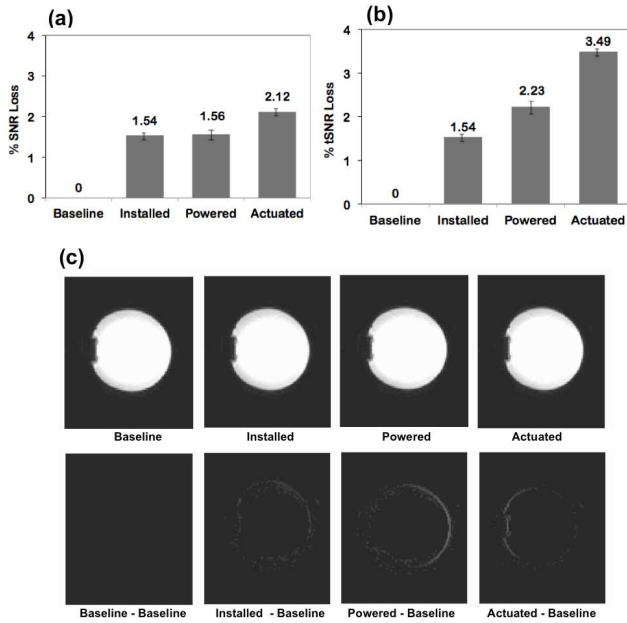 (a)
% SNR Loss
4
3
2
1
0
0
1.54
1.56
2.12
Baseline Installed Powered Actuated
(b)
% tSNR Loss
4
3
2
1
0
0
1.54
2.23
3.49
Baseline Installed Powered Actuated
(c)
Baseline Installed Powered Actuated
Baseline - Baseline Installed - Baseline Powered - Baseline Actuated - Baseline